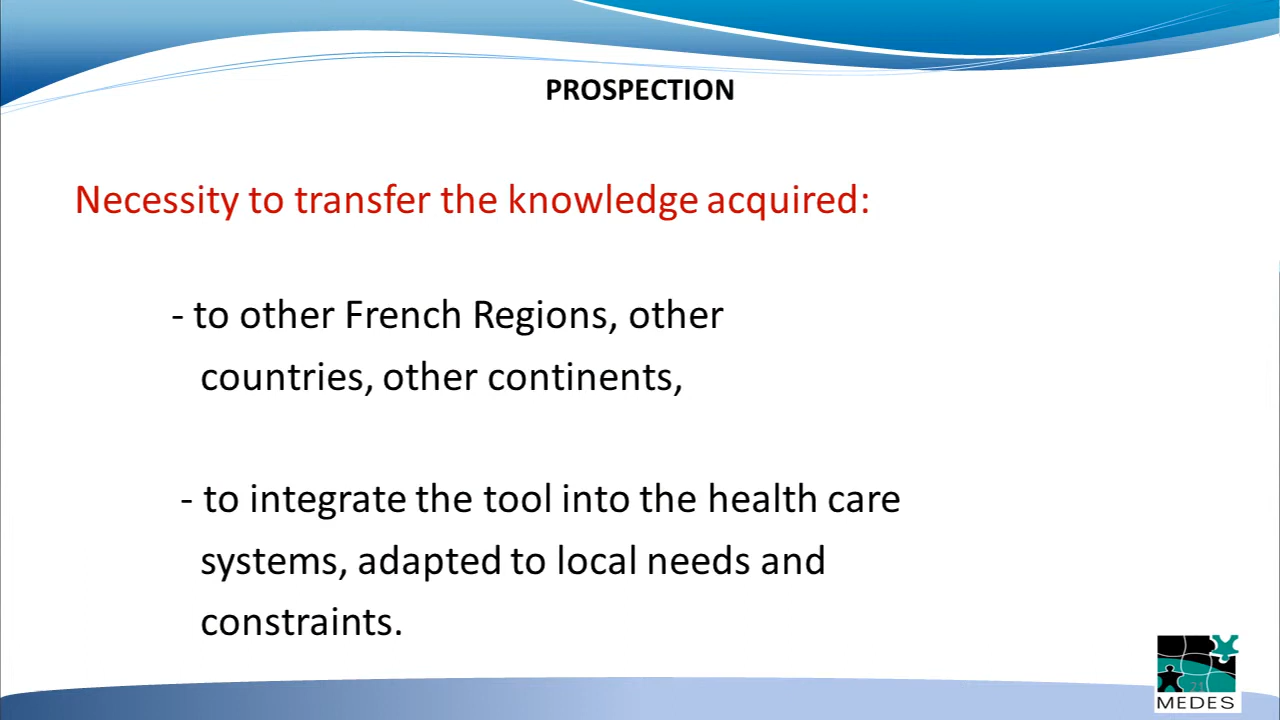 PROSPECTION
Necessity to transfer the knowledge acquired:
- to other French Regions, other
countries, other continents,
- to integrate the tool into the health care
systems, adapted to local needs and
constraints.
21
MEDES